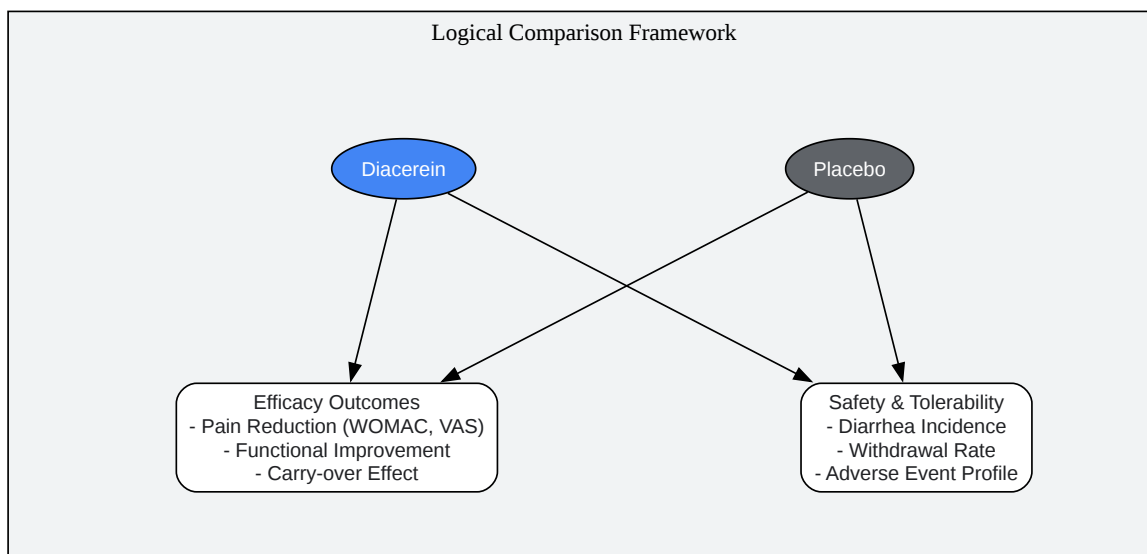 Logical Comparison Framework
Diacerein
Placebo
Efficacy Outcomes
- Pain Reduction (WOMAC, VAS)
- Functional Improvement
- Carry-over Effect
Safety & Tolerability
- Diarrhea Incidence
- Withdrawal Rate
- Adverse Event Profile